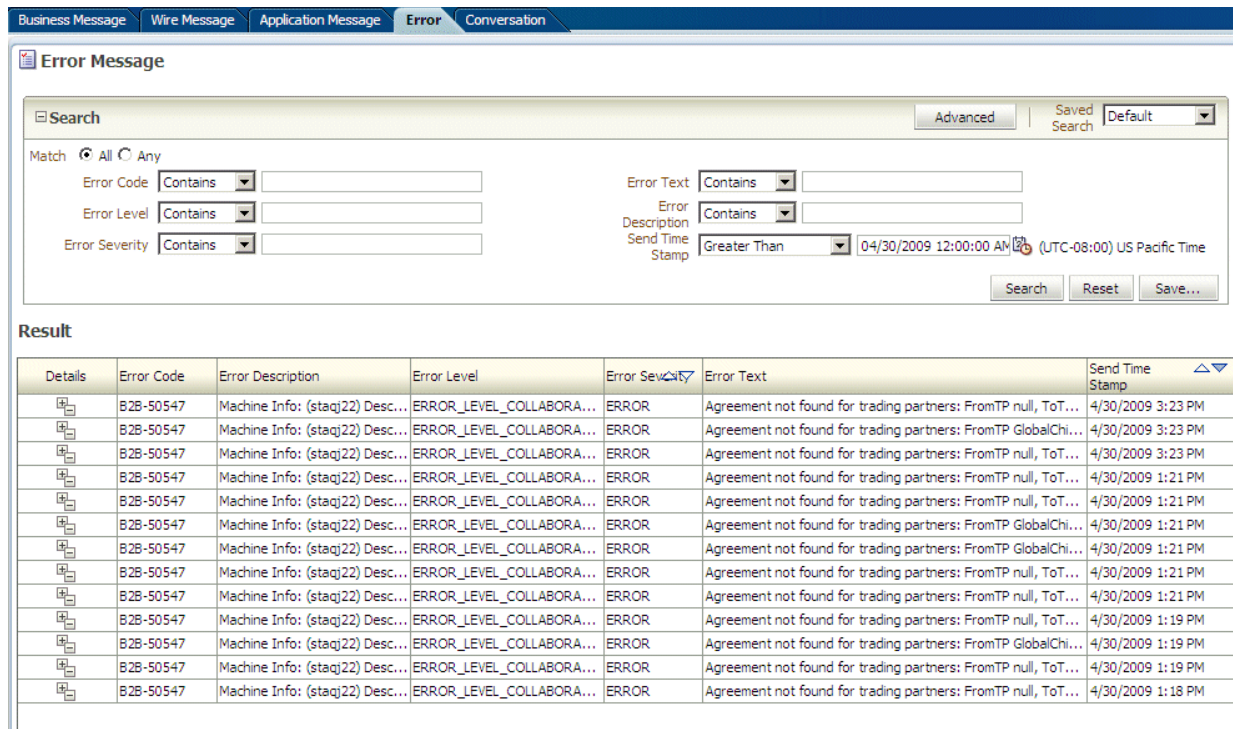 Business Message Wire Message Application Message Error Conversation
Error Message
Search Advanced Saved Search Default
Match All Any
Error Code Contains Error Text Contains
Error Level Contains Error Description Contains
Error Severity Contains Send Time Stamp Greater Than 04/30/2009 12:00:00 AM (UTC-08:00) US Pacific Time
Search Reset Save...
Result
Details Error Code Error Description Error Level Error Severity Error Text Send Time Stamp
B2B-50547 Machine Info: (staqj22) Desc... ERROR_LEVEL_COLLABORA... ERROR Agreement not found for trading partners: FromTP null, ToT... 4/30/2009 3:23 PM
B2B-50547 Machine Info: (staqj22) Desc... ERROR_LEVEL_COLLABORA... ERROR Agreement not found for trading partners: FromTP GlobalChi... 4/30/2009 3:23 PM
B2B-50547 Machine Info: (staqj22) Desc... ERROR_LEVEL_COLLABORA... ERROR Agreement not found for trading partners: FromTP null, ToT... 4/30/2009 3:23 PM
B2B-50547 Machine Info: (staqj22) Desc... ERROR_LEVEL_COLLABORA... ERROR Agreement not found for trading partners: FromTP null, ToT... 4/30/2009 1:21 PM
B2B-50547 Machine Info: (staqj22) Desc... ERROR_LEVEL_COLLABORA... ERROR Agreement not found for trading partners: FromTP null, ToT... 4/30/2009 1:21 PM
B2B-50547 Machine Info: (staqj22) Desc... ERROR_LEVEL_COLLABORA... ERROR Agreement not found for trading partners: FromTP GlobalChi... 4/30/2009 1:21 PM
B2B-50547 Machine Info: (staqj22) Desc... ERROR_LEVEL_COLLABORA... ERROR Agreement not found for trading partners: FromTP GlobalChi... 4/30/2009 1:21 PM
B2B-50547 Machine Info: (staqj22) Desc... ERROR_LEVEL_COLLABORA... ERROR Agreement not found for trading partners: FromTP null, ToT... 4/30/2009 1:21 PM
B2B-50547 Machine Info: (staqj22) Desc... ERROR_LEVEL_COLLABORA... ERROR Agreement not found for trading partners: FromTP null, ToT... 4/30/2009 1:21 PM
B2B-50547 Machine Info: (staqj22) Desc... ERROR_LEVEL_COLLABORA... ERROR Agreement not found for trading partners: FromTP null, ToT... 4/30/2009 1:19 PM
B2B-50547 Machine Info: (staqj22) Desc... ERROR_LEVEL_COLLABORA... ERROR Agreement not found for trading partners: FromTP GlobalChi... 4/30/2009 1:19 PM
B2B-50547 Machine Info: (staqj22) Desc... ERROR_LEVEL_COLLABORA... ERROR Agreement not found for trading partners: FromTP null, ToT... 4/30/2009 1:19 PM
B2B-50547 Machine Info: (staqj22) Desc... ERROR_LEVEL_COLLABORA... ERROR Agreement not found for trading partners: FromTP null, ToT... 4/30/2009 1:18 PM